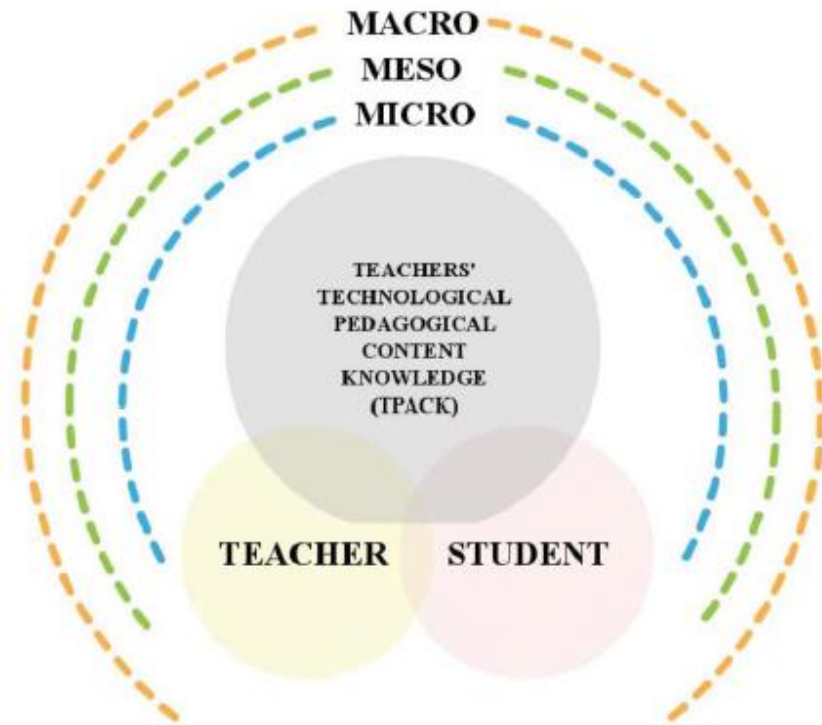 MACRO
MESO
MICRO
TEACHERS'
TECHNOLOGICAL
PEDAGOGICAL
CONTENT
KNOWLEDGE
(TPACK)
TEACHER
STUDENT